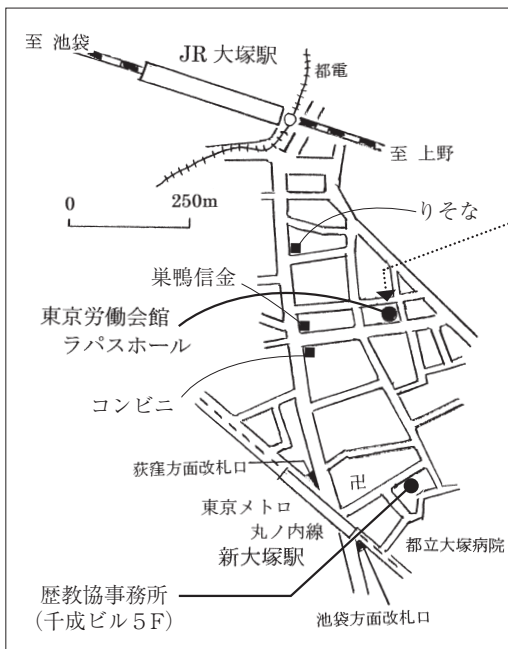 至 池袋
JR 大塚駅
都電
至 上野
0 250m
りそな
巣鴨信金
東京労働会館
ラパスホール
コンビニ
荻窪方面改札口
卍
東京メトロ
丸ノ内線
新大塚駅
都立大塚病院
歴教協事務所
(千成ビル5F)
池袋方面改札口